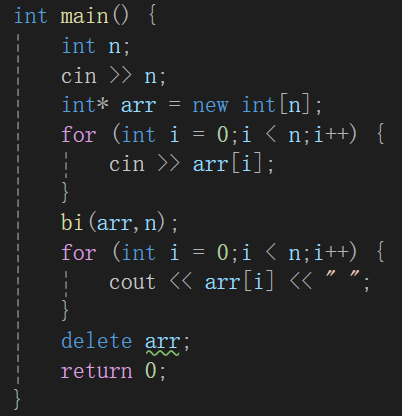 int main() {
    int n;
    cin >> n;
    int* arr = new int[n];
    for (int i = 0;i < n;i++) {
        cin >> arr[i];
    }
    bi(arr,n);
    for (int i = 0;i < n;i++) {
        cout << arr[i] << " ";
    }
    delete arr;
    return 0;
}